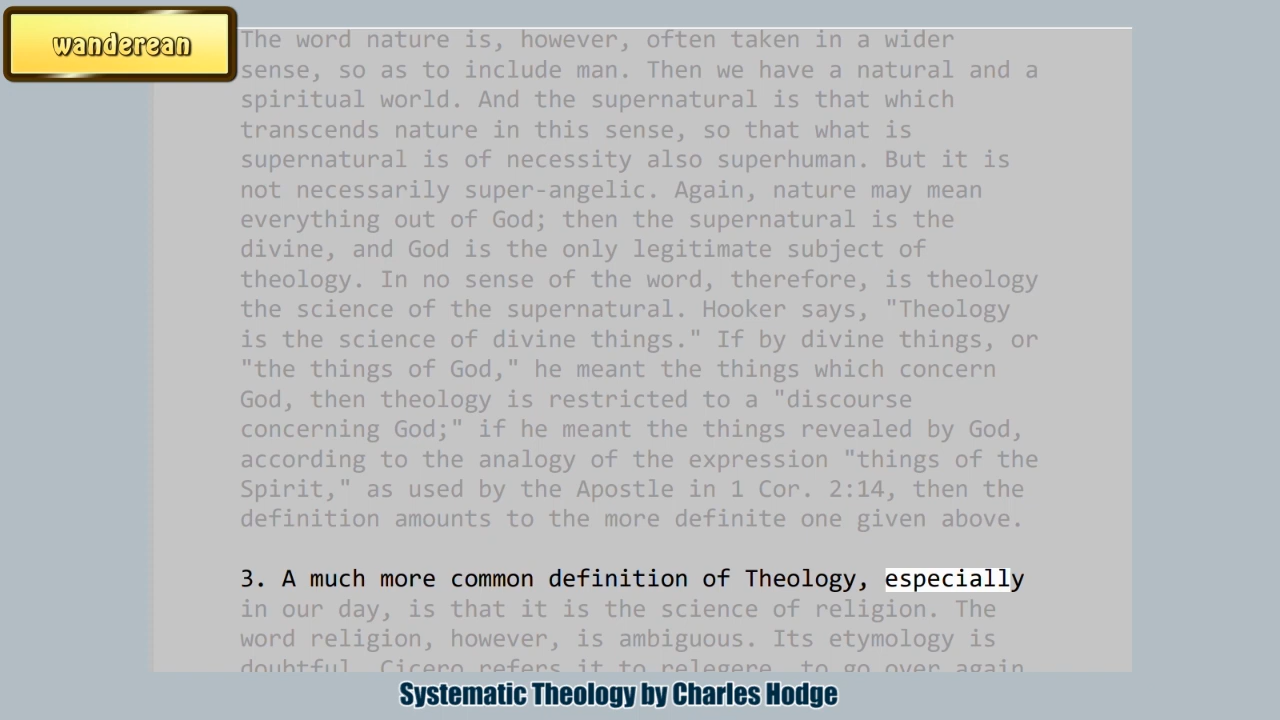 wanderean
The word nature is, however, often taken in a wider
sense, so as to include man. Then we have a natural and a
spiritual world. And the supernatural is that which
transcends nature in this sense, so that what is
supernatural is of necessity also superhuman. But it is
not necessarily super-angelic. Again, nature may mean
everything out of God; then the supernatural is the
divine, and God is the only legitimate subject of
theology. In no sense of the word, therefore, is theology
the science of the supernatural. Hooker says, "Theology
is the science of divine things." If by divine things, or
"the things of God," he meant the things which concern
God, then theology is restricted to a "discourse
concerning God;" if he meant the things revealed by God,
according to the analogy of the expression "things of the
Spirit," as used by the Apostle in 1 Cor. 2:14, then the
definition amounts to the more definite one given above.
3. A much more common definition of Theology, especially
in our day, is that it is the science of religion. The
word religion, however, is ambiguous. Its etymology is
doubtful. Cicero refers it to relegere, to go over again
Systematic Theology by Charles Hodge